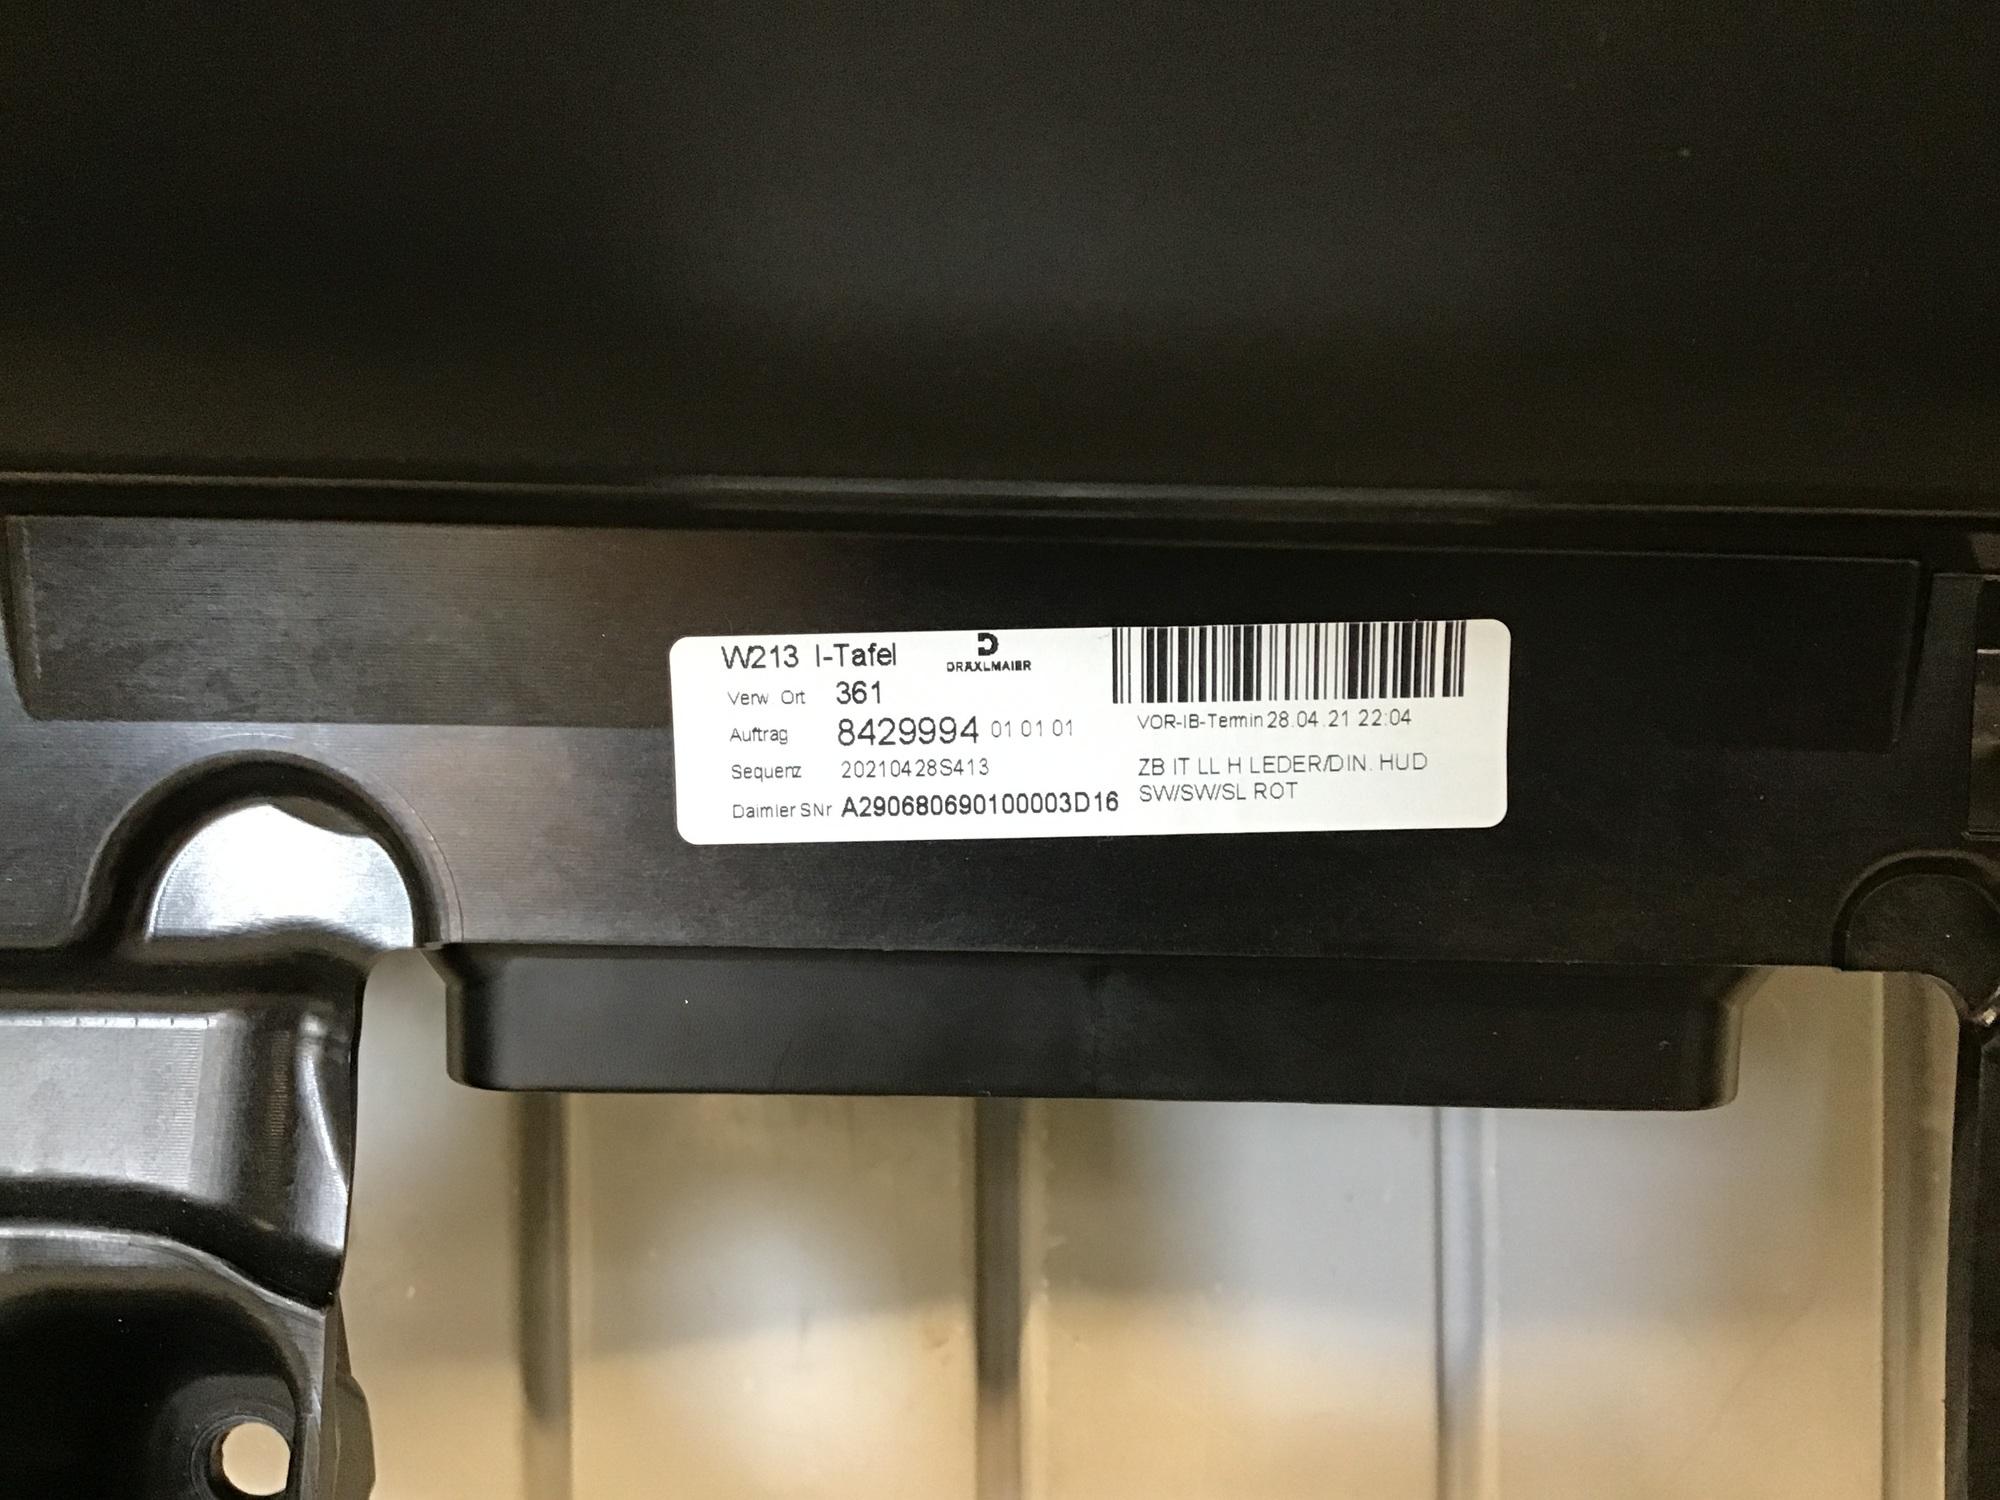 W213 I-Tafel
DRÄXLMAIER
Verw Ort 361
Auftrag 8429994 01 01 01
Sequenz 20210428S413
Daimler SNr A290680690100003D16
VOR-IB-Termin 28.04.21 22:04
ZB IT LL H LEDER/DIN. HUD
SW/SW/SL ROT